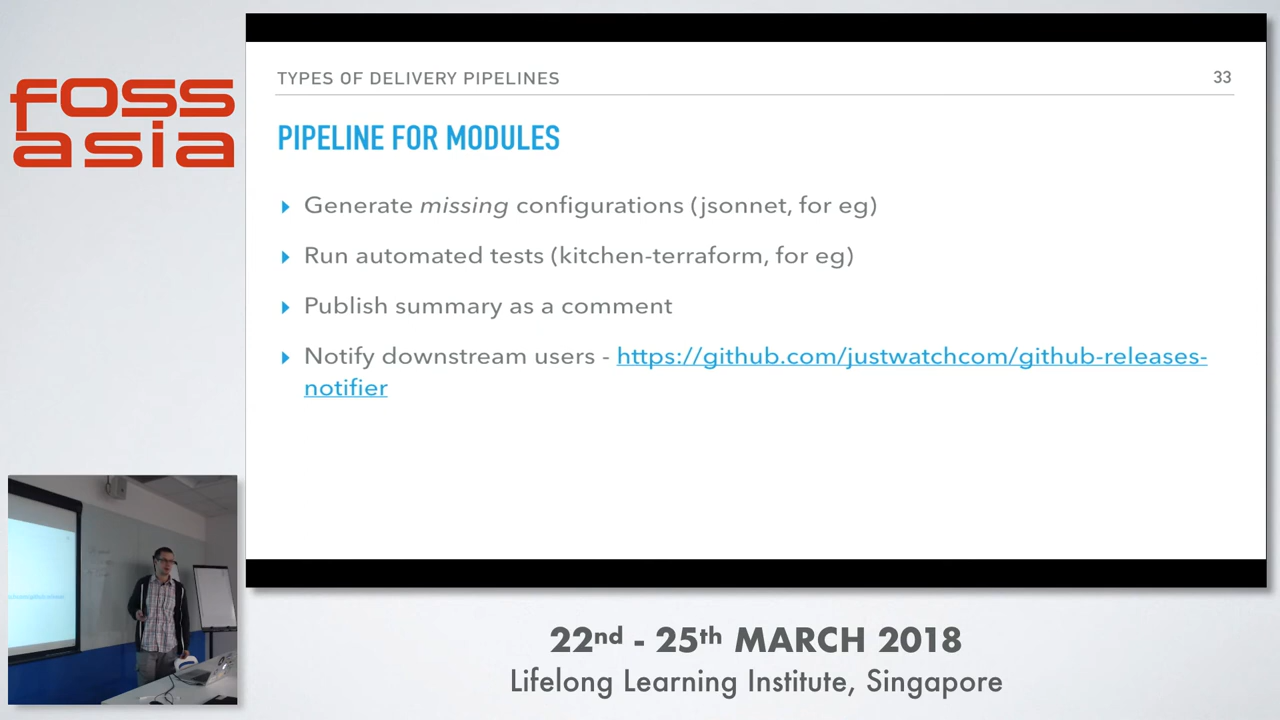 foss
asia
TYPES OF DELIVERY PIPELINES
33
PIPELINE FOR MODULES
Generate missing configurations (jsonnet, for eg)
Run automated tests (kitchen-terraform, for eg)
Publish summary as a comment
Notify downstream users - https://github.com/justwatchcom/github-releases-
notifier
22nd - 25th MARCH 2018
Lifelong Learning Institute, Singapore